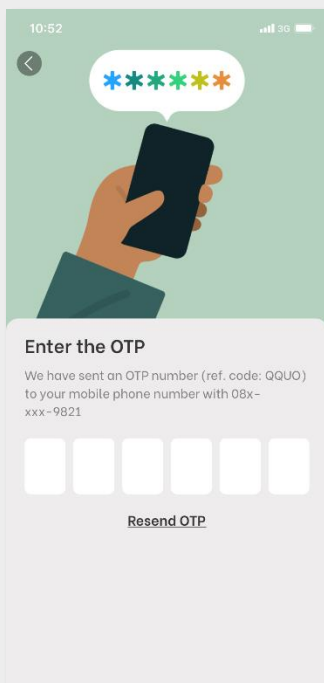 10:52
3G
******
Enter the OTP
We have sent an OTP number (ref. code: QQUO)
to your mobile phone number with 08x-
xxx-9821
Resend OTP